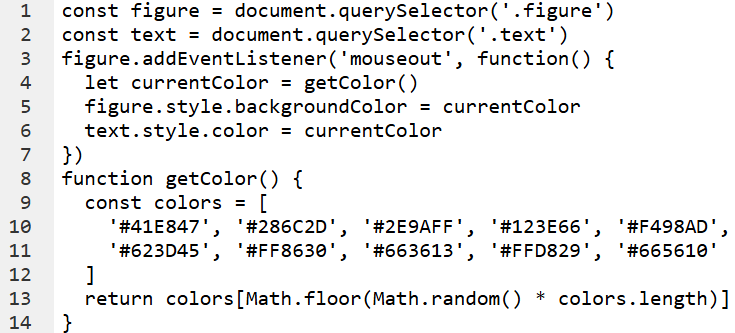 1 const figure = document.querySelector('.figure')
2 const text = document.querySelector('.text')
3 figure.addEventListener('mouseout', function() {
4   let currentColor = getColor()
5   figure.style.backgroundColor = currentColor
6   text.style.color = currentColor
7 })
8 function getColor() {
9   const colors = [
10     '#41E847', '#286C2D', '#2E9AFF', '#123E66', '#F498AD',
11     '#623D45', '#FF8630', '#663613', '#FFD829', '#665610'
12   ]
13   return colors[Math.floor(Math.random() * colors.length)]
14 }